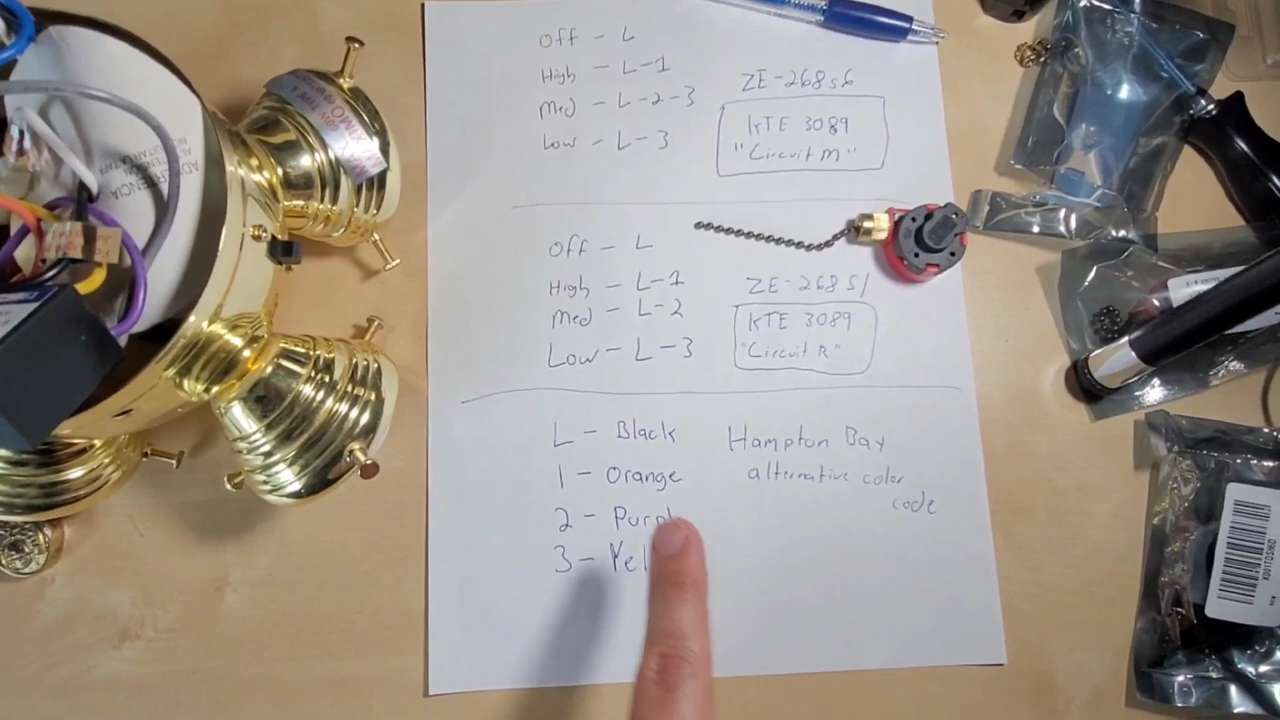 Off - L
High - L-1
Med - L-2-3
Low - L-3
ZE-268s6
KTE 3089
"Circuit M"
Off - L
High - L-1
Med - L-2
Low - L-3
ZE-268S1
KTE 3089
"Circuit R"
L - Black
1 - Orange
2 - Purpl
3 - Yel
Hampton Bay
alternative color
code
ADVERTENCIA